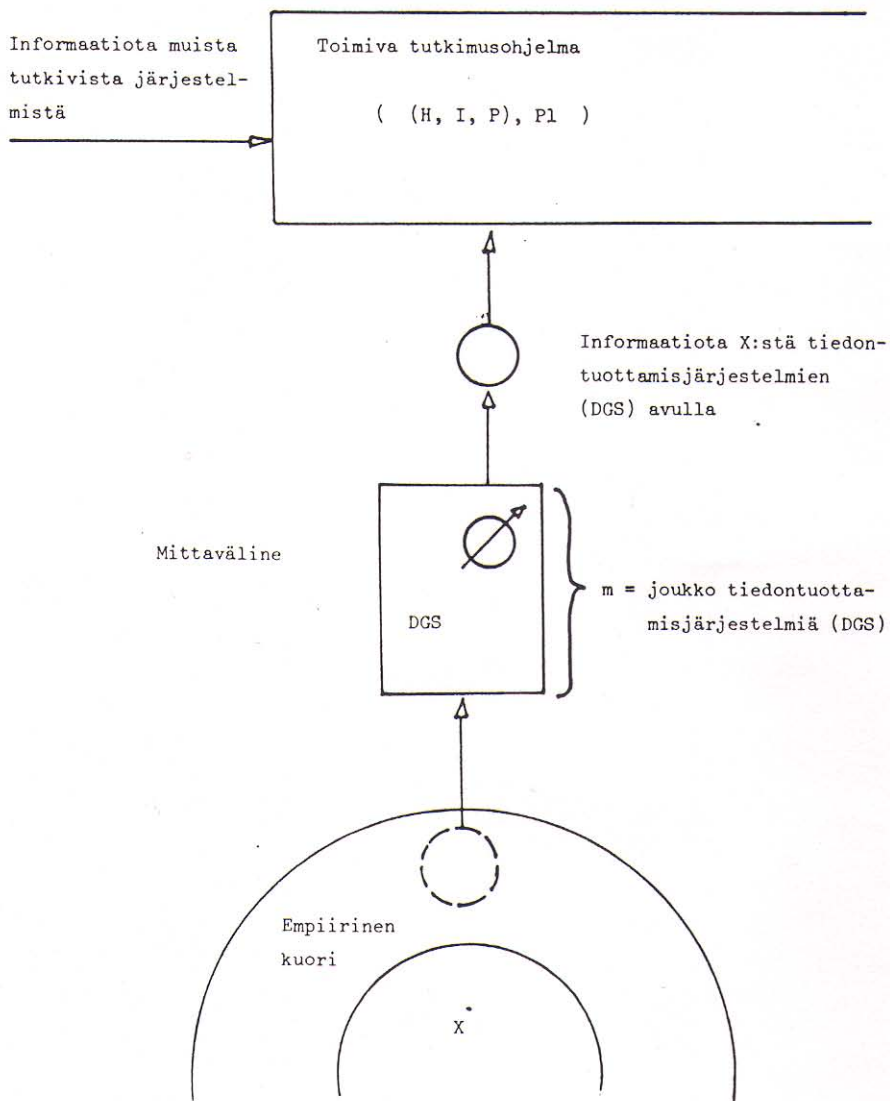 Informaatiota muista
tutkivista järjestel-
mistä
Toimiva tutkimusohjelma
( (H, I, P), Pl )
Informaatiota X:stä tiedon-
tuottamisjärjestelmien
(DGS) avulla
Mittaväline
DGS
m = joukko tiedontuotta-
misjärjestelmiä (DGS)
Empiirinen
kuori
X